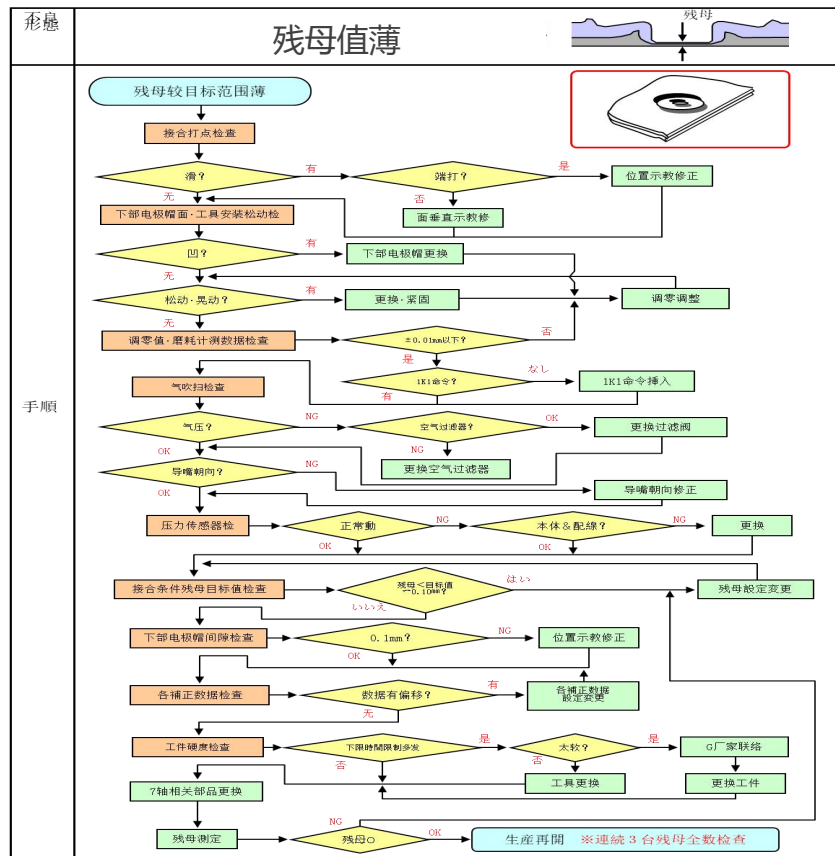 不良
形態
残母值薄
残母
手順
残母较目标范围薄
接合打点检查
滑？
有
端打？
是
位置示教修正
无
否
下部电极帽面·工具安装松动检
面垂直示教修
凹？
有
下部电极帽更换
无
松动·晃动？
有
更换·紧固
调零调整
无
调零值·磨耗计测数据检查
±0.01mm以下？
否
是
气吹扫检查
1K1命令？
なし
1K1命令挿入
有
气压？
NG
空气过滤器？
OK
更换过滤阀
OK
NG
更换空气过滤器
导嘴朝向？
NG
导嘴朝向修正
OK
压力传感器检
正常動
NG
本体＆配線？
NG
更换
OK
OK
接合条件残母目标值检查
残母＜目标值
－0.10mm？
はい
残母設定変更
いいえ
下部电极帽间隙检查
0.1mm？
NG
位置示教修正
OK
各補正数据检查
数据有偏移？
有
各補正数据
設定変更
无
工件硬度检查
下限時間限制多发
是
太软？
是
G厂家联络
否
否
7轴相关部品更换
工具更换
更换工件
残母测定
NG
残母○
OK
生産再開 ※連続３台残母全数检查